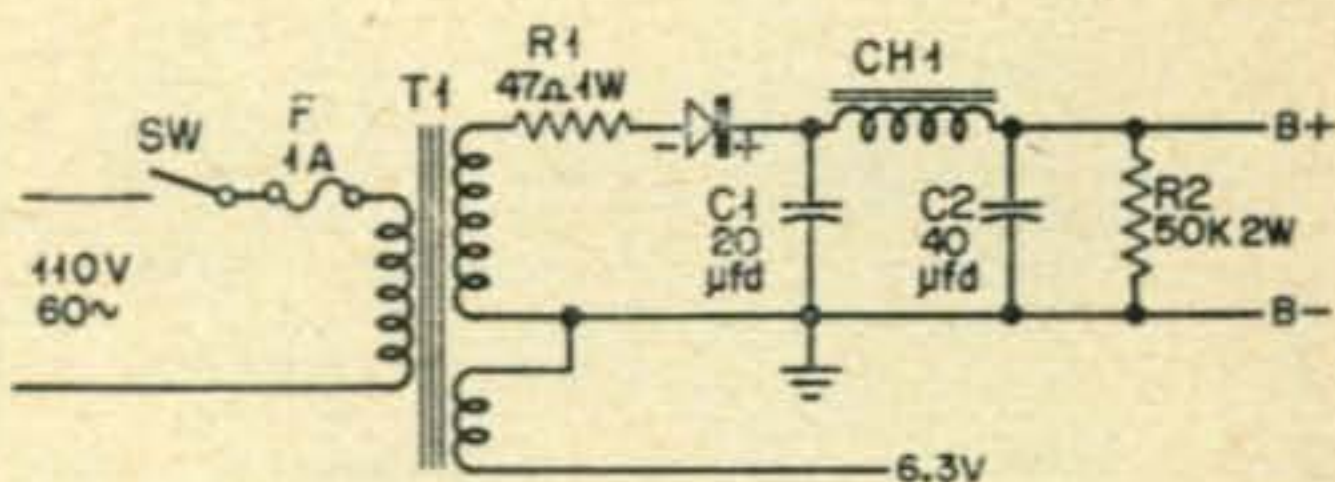 SW
F
1A
T1
R1
47Ω 1W
- +
CH1
B+
C1
20
µfd
C2
40
µfd
R2
50K 2W
110V
60~
B-
6.3V